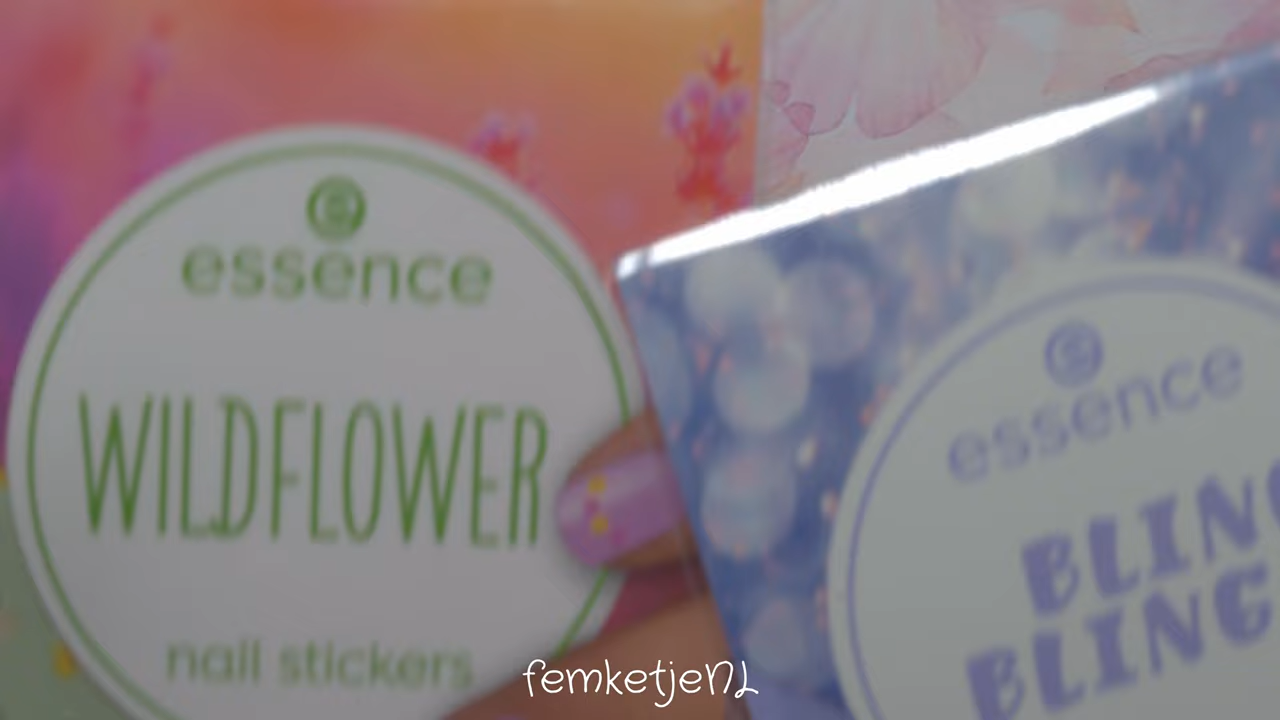 essence
WILDFLOWER
nail stickers
essence
BLING
BLING
femketjeNL